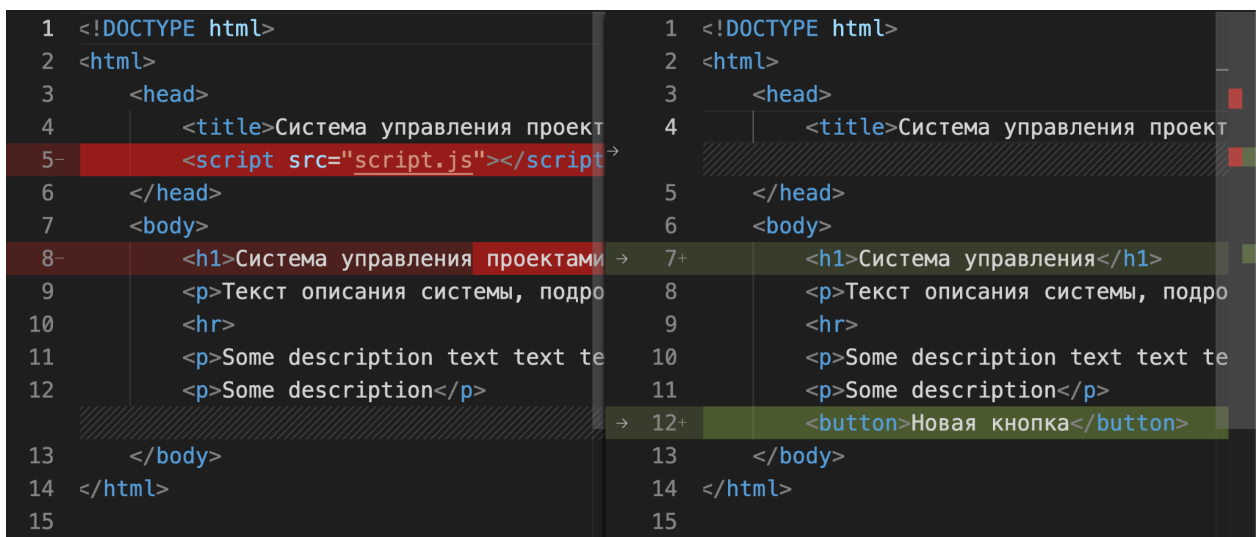 1 <!DOCTYPE html>
2 <html>
3 <head>
4 <title>Система управления проект
5- <script src="script.js"></script
6 </head>
7 <body>
8- <h1>Система управления проектами
9 <p>Текст описания системы, подро
10 <hr>
11 <p>Some description text text te
12 <p>Some description</p>
13 </body>
14 </html>
15
1 <!DOCTYPE html>
2 <html>
3 <head>
4 <title>Система управления проект
5 </head>
6 <body>
7+ <h1>Система управления</h1>
8 <p>Текст описания системы, подро
9 <hr>
10 <p>Some description text text te
11 <p>Some description</p>
12+ <button>Новая кнопка</button>
13 </body>
14 </html>
15